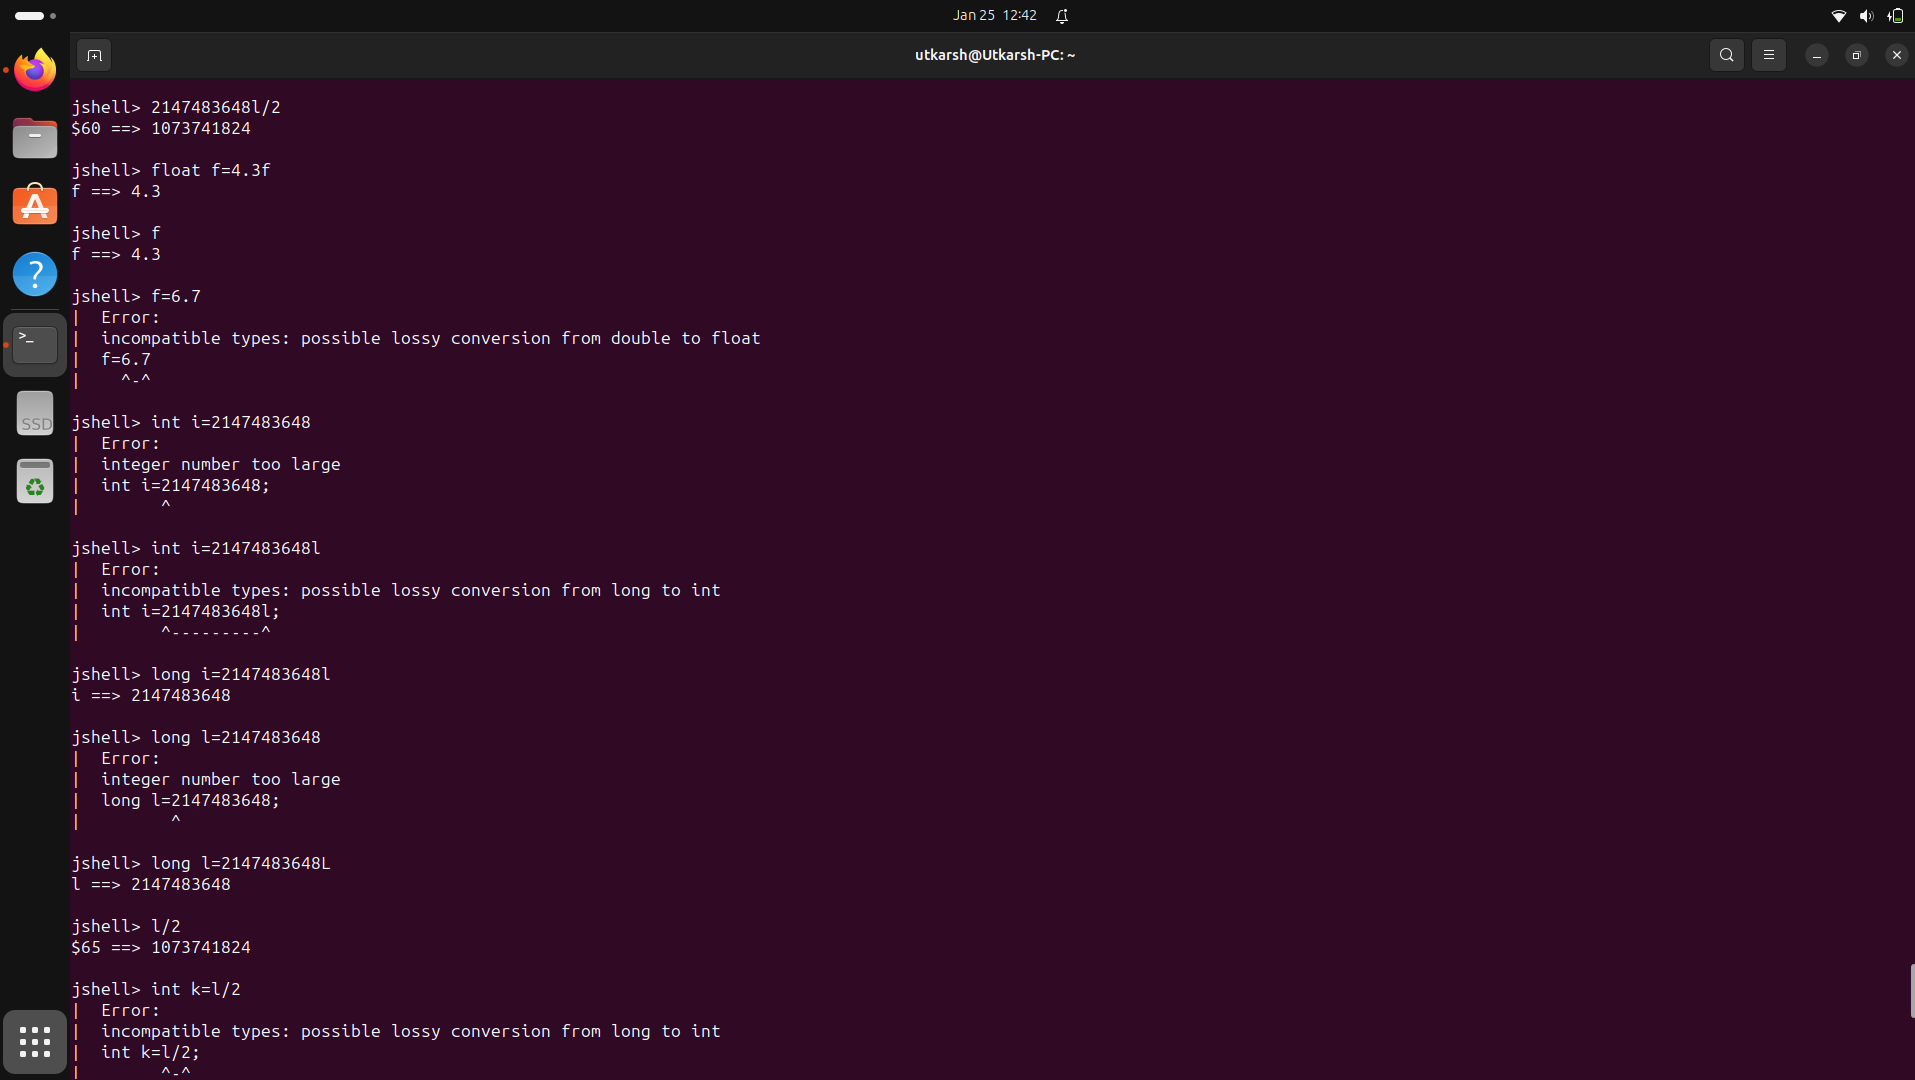 Jan 25 12:42
utkarsh@Utkarsh-PC: ~
jshell> 2147483648l/2
$60 ==> 1073741824
jshell> float f=4.3f
f ==> 4.3
jshell> f
f ==> 4.3
jshell> f=6.7
|  Error:
|  incompatible types: possible lossy conversion from double to float
|  f=6.7
|    ^-^
jshell> int i=2147483648
|  Error:
|  integer number too large
|  int i=2147483648;
|        ^
jshell> int i=2147483648l
|  Error:
|  incompatible types: possible lossy conversion from long to int
|  int i=2147483648l;
|        ^---------^
jshell> long i=2147483648l
i ==> 2147483648
jshell> long l=2147483648
|  Error:
|  integer number too large
|  long l=2147483648;
|         ^
jshell> long l=2147483648L
l ==> 2147483648
jshell> l/2
$65 ==> 1073741824
jshell> int k=l/2
|  Error:
|  incompatible types: possible lossy conversion from long to int
|  int k=l/2;
|        ^-^
?
>_
SSD